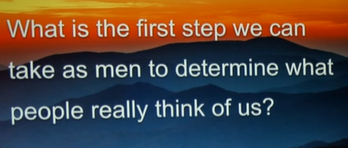 What is the first step we can
take as men to determine what
people really think of us?